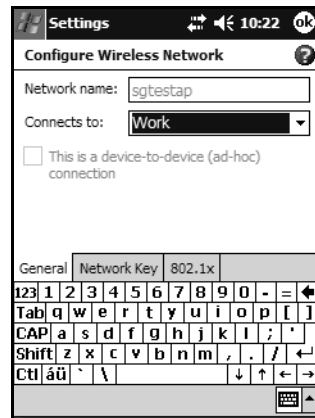 Settings 10:22 ok
Configure Wireless Network ?
Network name: sgtestap
Connects to: Work
This is a device-to-device (ad-hoc)
connection
General Network Key 802.1x
123 1 2 3 4 5 6 7 8 9 0 - = ←
Tab q w e r t y u i o p [ ]
CAP a s d f g h j k l ; '
Shift z x c v b n m , . / ↵
Ctl áü ` \ ↓ ↑ ← →